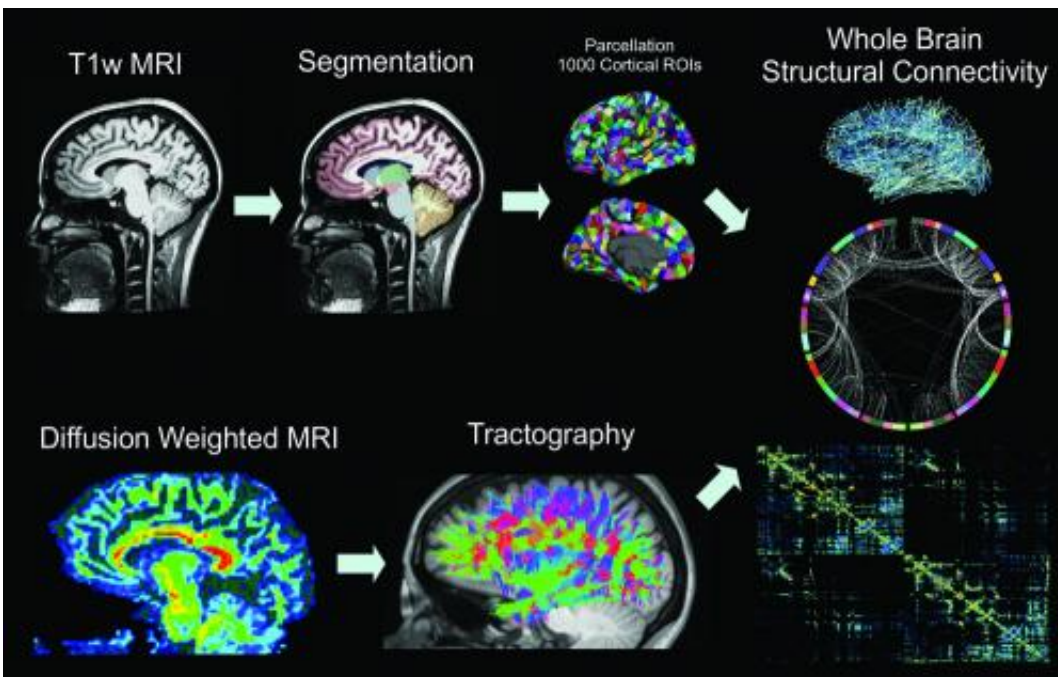 T1w MRI
Segmentation
Parcellation
1000 Cortical ROIs
Whole Brain
Structural Connectivity
Diffusion Weighted MRI
Tractography